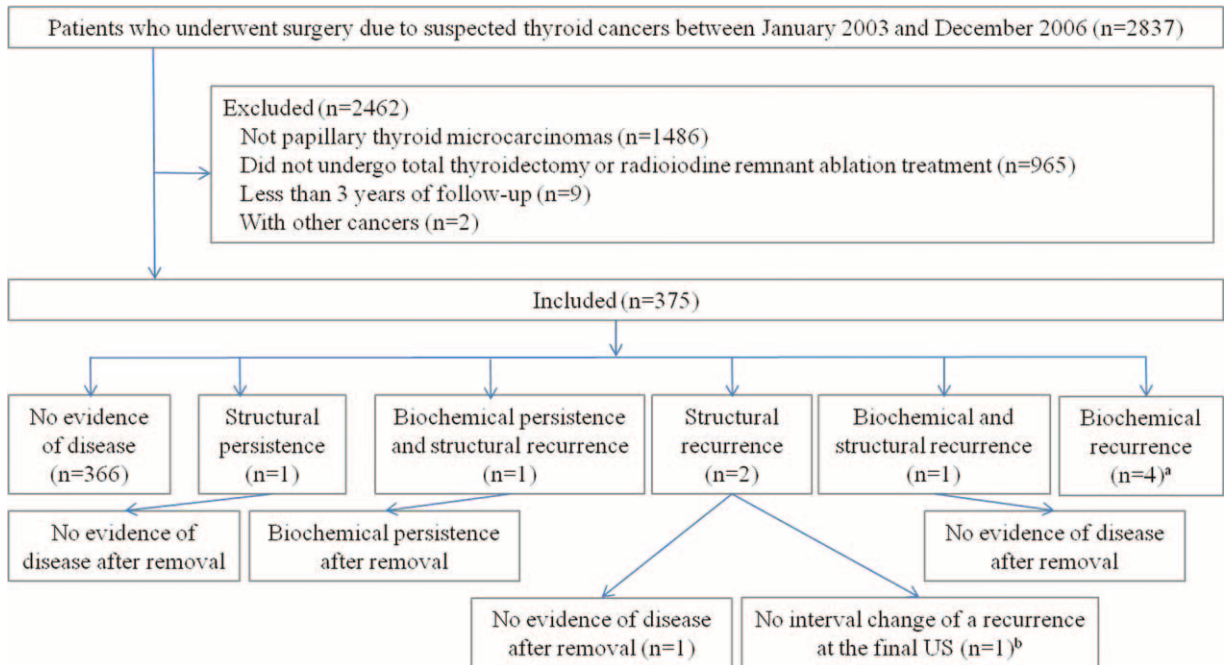 Patients who underwent surgery due to suspected thyroid cancers between January 2003 and December 2006 (n=2837)
Excluded (n=2462)
Not papillary thyroid microcarcinomas (n=1486)
Did not undergo total thyroidectomy or radioiodine remnant ablation treatment (n=965)
Less than 3 years of follow-up (n=9)
With other cancers (n=2)
Included (n=375)
No evidence
of disease
(n=366)
Structural
persistence
(n=1)
Biochemical persistence
and structural recurrence
(n=1)
Structural
recurrence
(n=2)
Biochemical and
structural recurrence
(n=1)
Biochemical
recurrence
(n=4)ᵃ
No evidence of
disease after removal
Biochemical persistence
after removal
No evidence of disease
after removal
No evidence of disease
after removal (n=1)
No interval change of a recurrence
at the final US (n=1)ᵇ